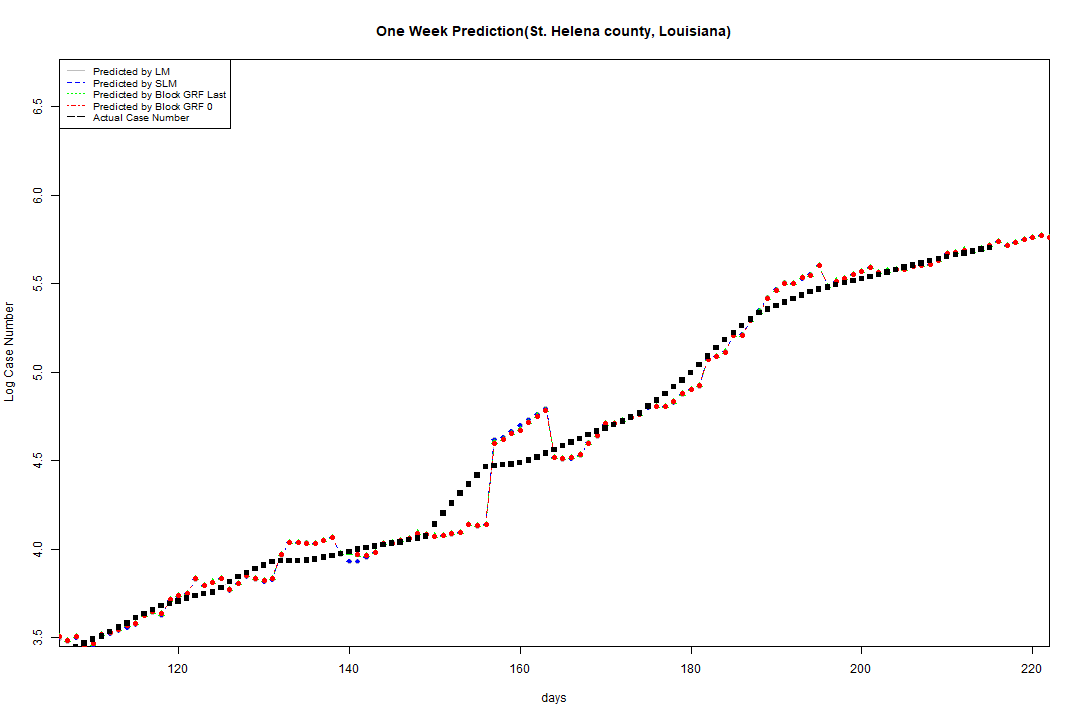 One Week Prediction(St. Helena county, Louisiana)
Predicted by LM
Predicted by SLM
Predicted by Block GRF Last
Predicted by Block GRF 0
Actual Case Number
6.5
6.0
5.5
5.0
4.5
4.0
3.5
Log Case Number
120 140 160 180 200 220
days